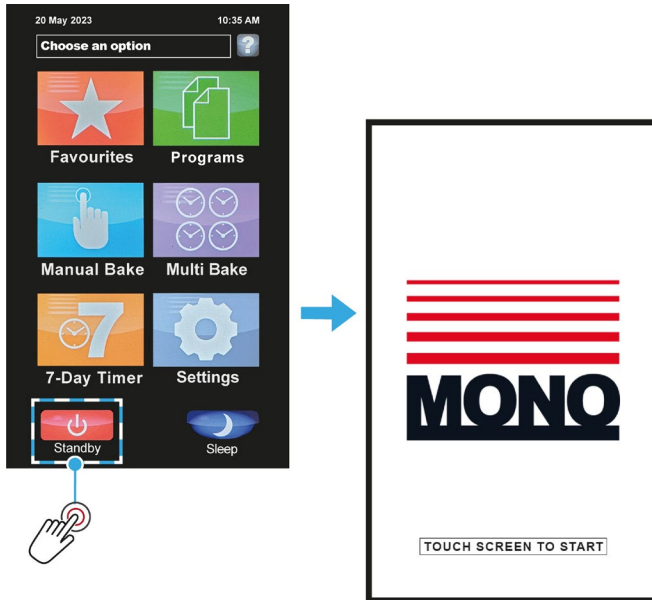 20 May 2023 10:35 AM
Choose an option ?
Favourites Programs
Manual Bake Multi Bake
7
7-Day Timer Settings
Standby Sleep
MONO
TOUCH SCREEN TO START